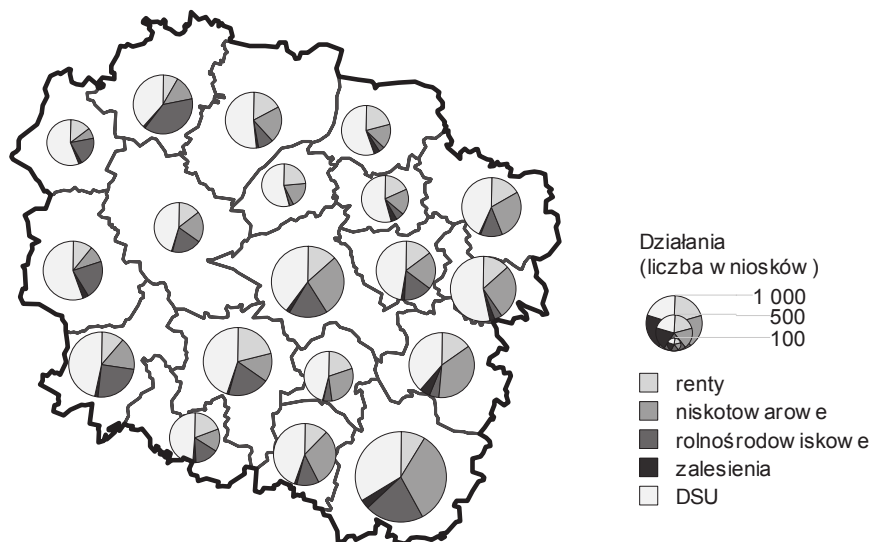 Działania
(liczba wniosków)
1 000
500
100
renty
niskotowarowe
rolnośrodowiskowe
zalesienia
DSU